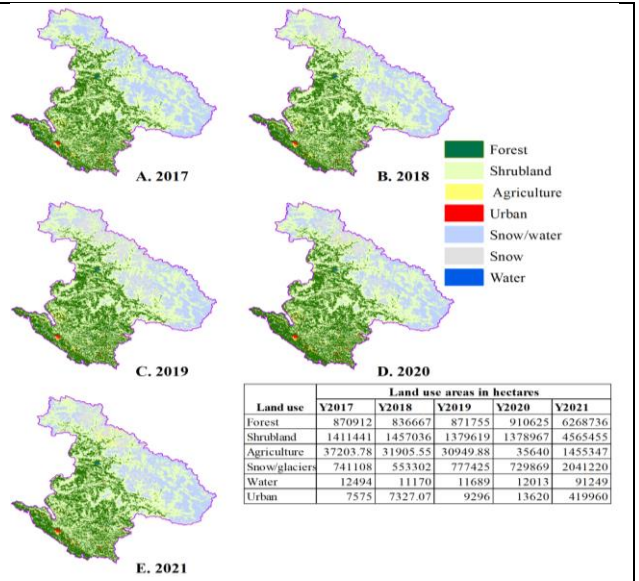 A. 2017
B. 2018
Forest
Shrubland
Agriculture
Urban
Snow/water
Snow
Water
C. 2019
D. 2020
Land use areas in hectares
Land use Y2017 Y2018 Y2019 Y2020 Y2021
Forest 870912 836667 871755 910625 6268736
Shrubland 1411441 1457036 1379619 1378967 4565455
Agriculture 37203.78 31905.55 30949.88 35640 1455347
Snow/glaciers 741108 553302 777425 729869 2041220
Water 12494 11170 11689 12013 91249
Urban 7575 7327.07 9296 13620 419960
E. 2021